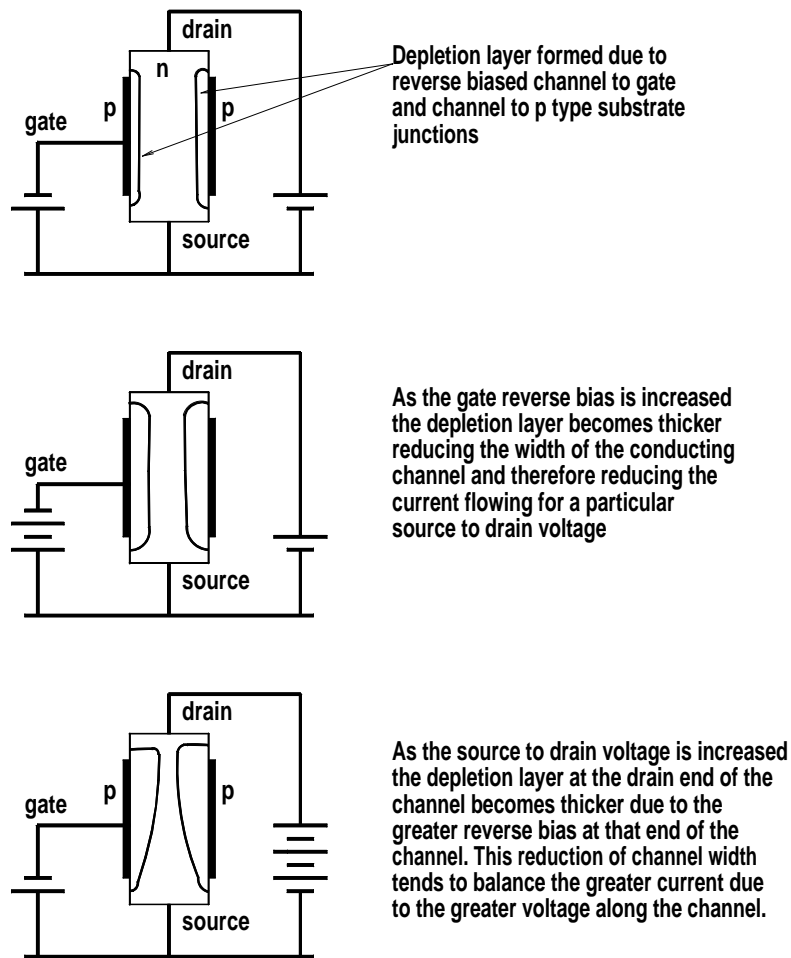 drain
n
p
p
gate
source
Depletion layer formed due to
reverse biased channel to gate
and channel to p type substrate
junctions
drain
gate
source
As the gate reverse bias is increased
the depletion layer becomes thicker
reducing the width of the conducting
channel and therefore reducing the
current flowing for a particular
source to drain voltage
drain
p
p
gate
source
As the source to drain voltage is increased
the depletion layer at the drain end of the
channel becomes thicker due to the
greater reverse bias at that end of the
channel. This reduction of channel width
tends to balance the greater current due
to the greater voltage along the channel.